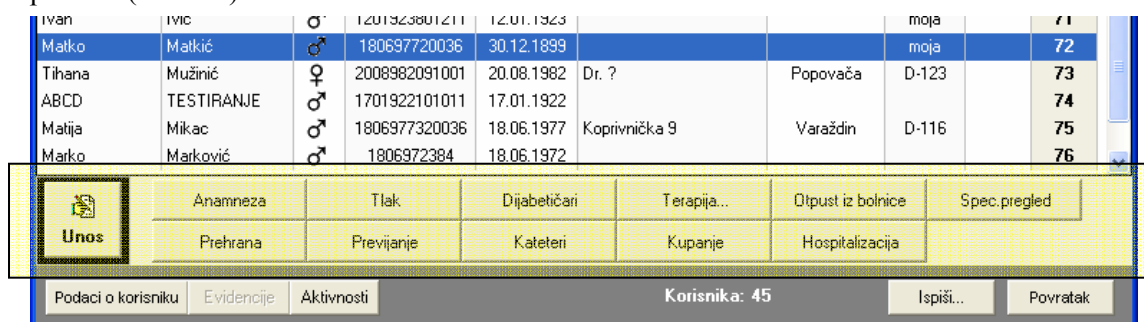 Ivan Ivić ♂ 1201923801211 12.01.1923 moja 71
Matko Matkić ♂ 180697720036 30.12.1899 moja 72
Tihana Mužinić ♀ 2008982091001 20.08.1982 Dr. ? Popovača D-123 73
ABCD TESTIRANJE ♂ 1701922101011 17.01.1922 74
Matija Mikac ♂ 1806977320036 18.06.1977 Koprivnička 9 Varaždin D-116 75
Marko Marković ♂ 1806972384 18.06.1972 76
Anamneza Tlak Dijabetičari Terapija... Otpust iz bolnice Spec.pregled
Unos Prehrana Previjanje Kateteri Kupanje Hospitalizacija
Podaci o korisniku Evidencije Aktivnosti Korisnika: 45 Ispiši... Povratak